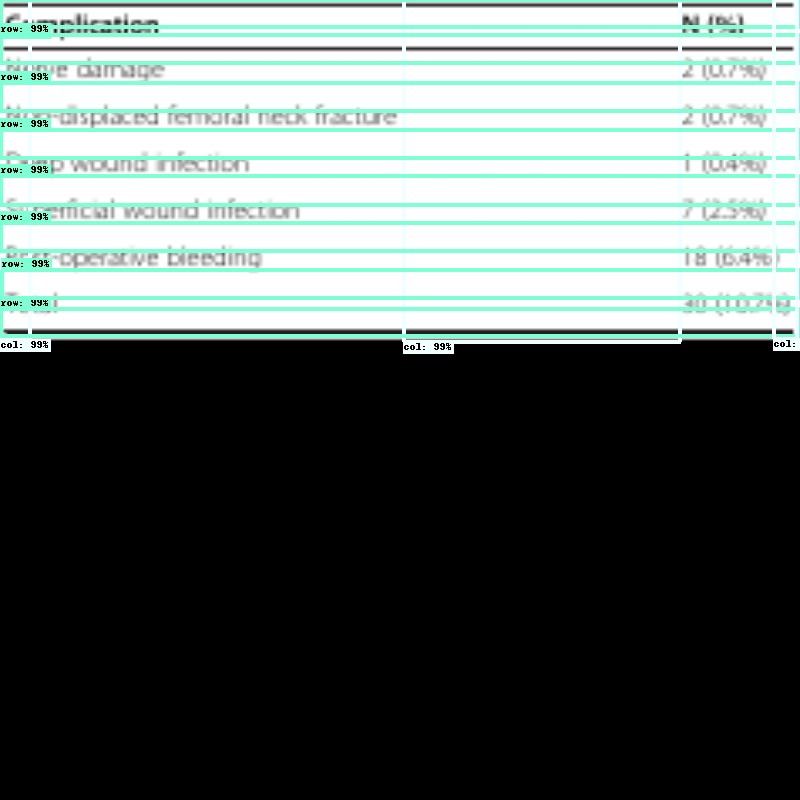 Complication N (%)
row: 99%
Nerve damage 2 (0.7%)
row: 99%
Non-displaced femoral neck fracture 2 (0.7%)
row: 99%
Deep wound infection 1 (0.4%)
row: 99%
Superficial wound infection 7 (2.5%)
row: 99%
Post-operative bleeding 18 (6.4%)
row: 99%
Total 30 (10.7%)
row: 99%
col: 99% col: 99% col: